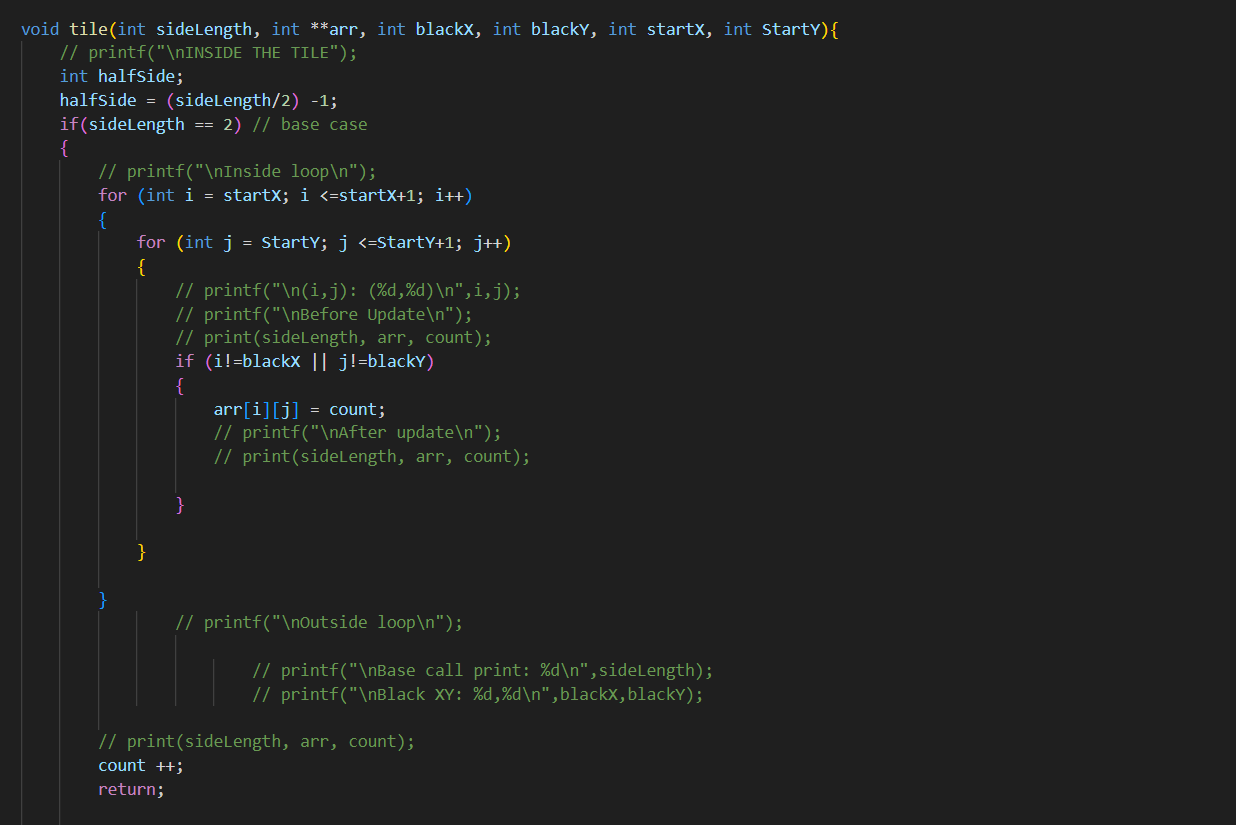 void tile(int sideLength, int **arr, int blackX, int blackY, int startX, int StartY){
// printf("\nINSIDE THE TILE");
int halfSide;
halfSide = (sideLength/2) -1;
if(sideLength == 2) // base case
{
// printf("\nInside loop\n");
for (int i = startX; i <=startX+1; i++)
{
for (int j = StartY; j <=StartY+1; j++)
{
// printf("\n(i,j): (%d,%d)\n",i,j);
// printf("\nBefore Update\n");
// print(sideLength, arr, count);
if (i!=blackX || j!=blackY)
{
arr[i][j] = count;
// printf("\nAfter update\n");
// print(sideLength, arr, count);
}
}
}
// printf("\nOutside loop\n");
// printf("\nBase call print: %d\n",sideLength);
// printf("\nBlack XY: %d,%d\n",blackX,blackY);
// print(sideLength, arr, count);
count ++;
return;